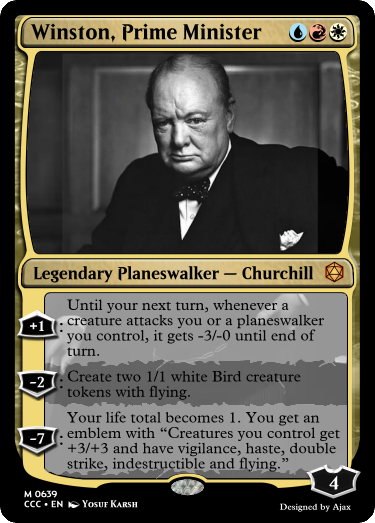 Winston, Prime Minister
Legendary Planeswalker — Churchill
+1
: Until your next turn, whenever a
creature attacks you or a planeswalker
you control, it gets -3/-0 until end of
turn.
-2
: Create two 1/1 white Bird creature
tokens with flying.
-7
: Your life total becomes 1. You get an
emblem with “Creatures you control get
+3/+3 and have vigilance, haste, double
strike, indestructible and flying.”
4
M 0639
CCC • EN Yosuf Karsh
Designed by Ajax